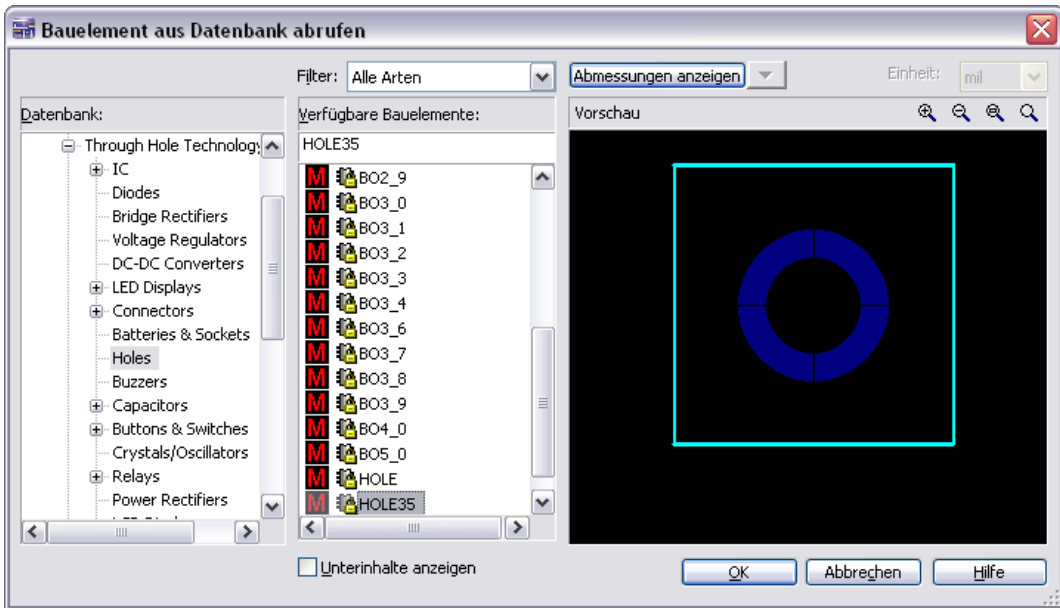 Bauelement aus Datenbank abrufen
Filter: Alle Arten
Abmessungen anzeigen
Einheit: mil
Datenbank:
Through Hole Technology
IC
Diodes
Bridge Rectifiers
Voltage Regulators
DC-DC Converters
LED Displays
Connectors
Batteries & Sockets
Holes
Buzzers
Capacitors
Buttons & Switches
Crystals/Oscillators
Relays
Power Rectifiers
Verfügbare Bauelemente:
HOLE35
M BO2_9
M BO3_0
M BO3_1
M BO3_2
M BO3_3
M BO3_4
M BO3_6
M BO3_7
M BO3_8
M BO3_9
M BO4_0
M BO5_0
M HOLE
M HOLE35
Unterinhalte anzeigen
Vorschau
OK
Abbrechen
Hilfe